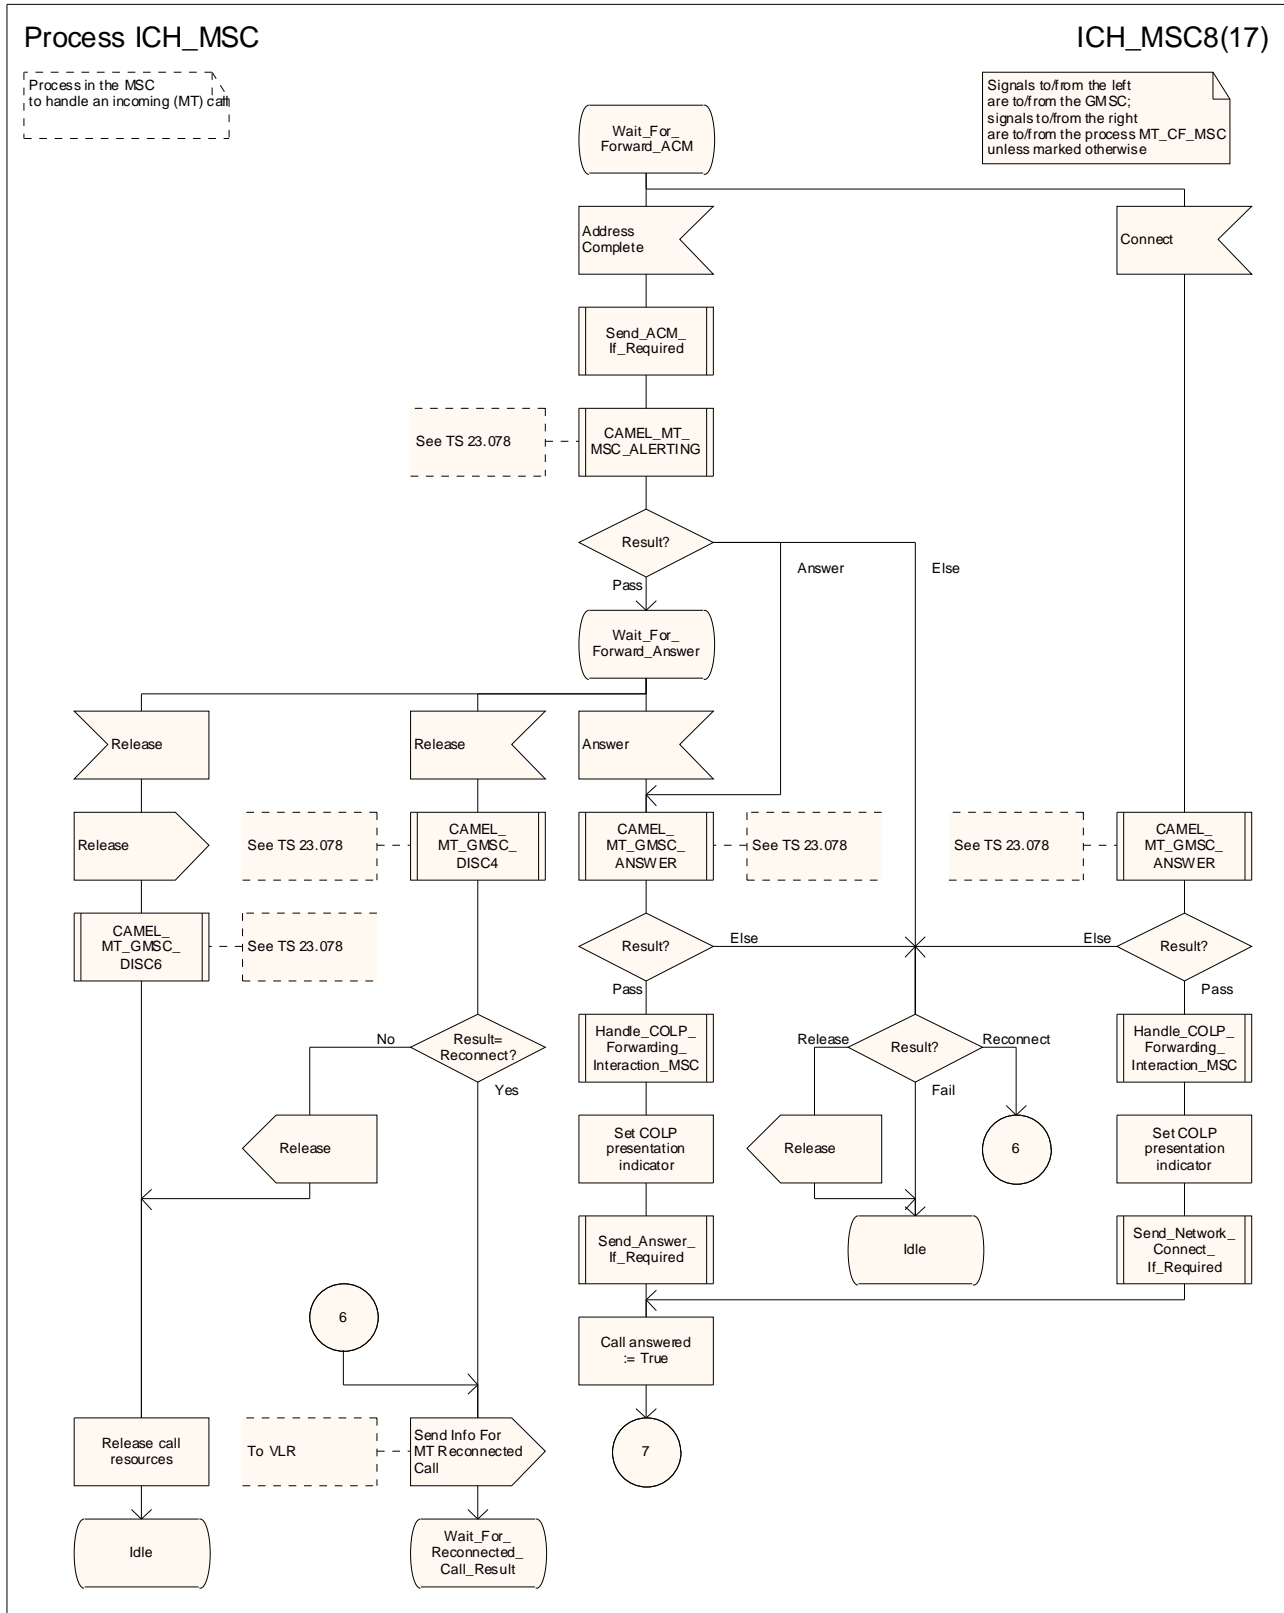 Process ICH_MSC
ICH_MSC8(17)
Process in the MSC
to handle an incoming (MT) call
Signals to/from the left
are to/from the GMSC;
signals to/from the right
are to/from the process MT_CF_MSC
unless marked otherwise
Wait_For_
Forward_ACM
Address
Complete
Connect
Send_ACM_
If_Required
See TS 23.078
CAMEL_MT_
MSC_ALERTING
Result?
Answer
Else
Pass
Wait_For_
Forward_Answer
Release
Release
Answer
Release
See TS 23.078
CAMEL_
MT_GMSC_
DISC4
CAMEL_
MT_GMSC_
ANSWER
See TS 23.078
See TS 23.078
CAMEL_
MT_GMSC_
ANSWER
CAMEL_
MT_GMSC_
DISC6
See TS 23.078
Result?
Else
Else
Result?
Pass
Pass
No
Result=
Reconnect?
Yes
Handle_COLP_
Forwarding_
Interaction_MSC
Release
Result?
Reconnect
Fail
Handle_COLP_
Forwarding_
Interaction_MSC
Release
Set COLP
presentation
indicator
Release
6
Set COLP
presentation
indicator
Send_Answer_
If_Required
Idle
Send_Network_
Connect_
If_Required
6
Call answered
:= True
Release call
resources
To VLR
Send Info For
MT Reconnected
Call
7
Idle
Wait_For_
Reconnected_
Call_Result